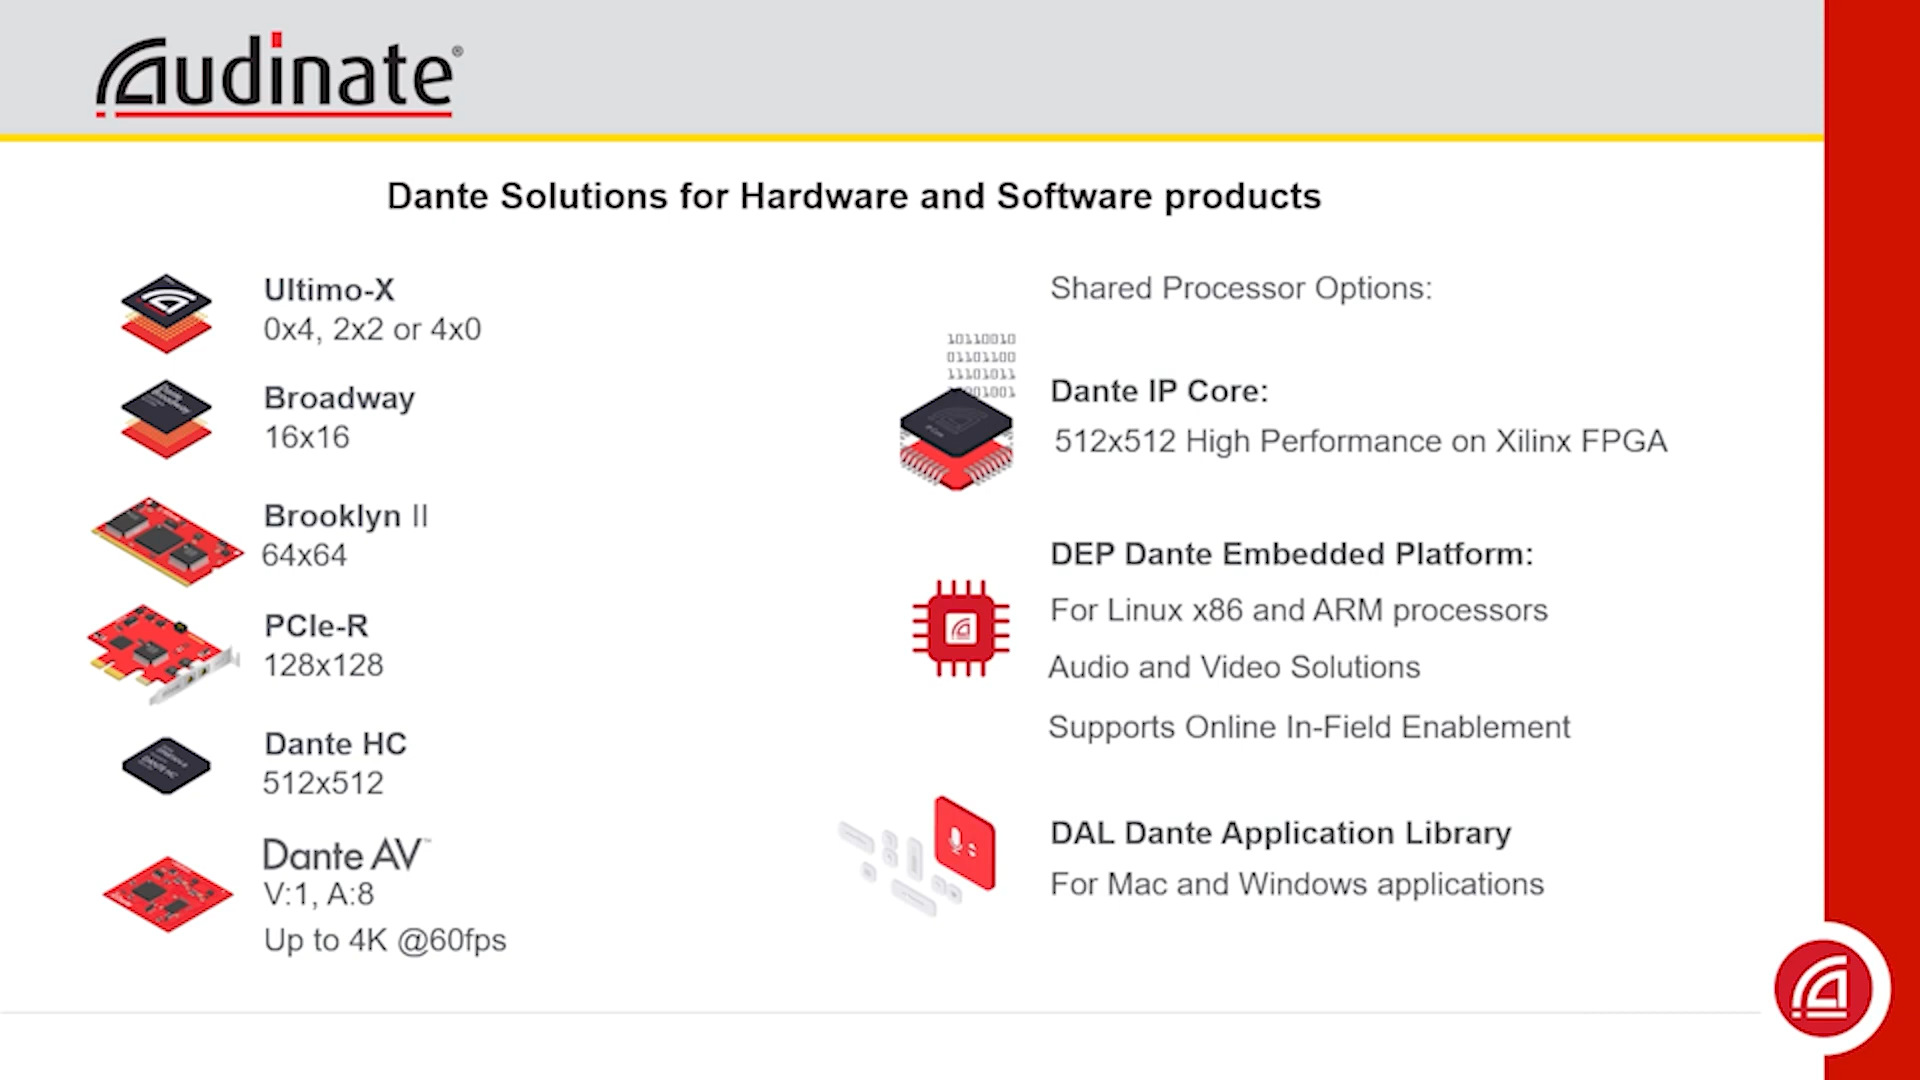 Audinate®
Dante Solutions for Hardware and Software products
Ultimo-X
0x4, 2x2 or 4x0
Broadway
16x16
Brooklyn II
64x64
PCIe-R
128x128
Dante HC
512x512
Dante AV™
V:1, A:8
Up to 4K @60fps
Shared Processor Options:
10110010
01101100
11101011
01001
Dante IP Core:
512x512 High Performance on Xilinx FPGA
DEP Dante Embedded Platform:
For Linux x86 and ARM processors
Audio and Video Solutions
Supports Online In-Field Enablement
DAL Dante Application Library
For Mac and Windows applications